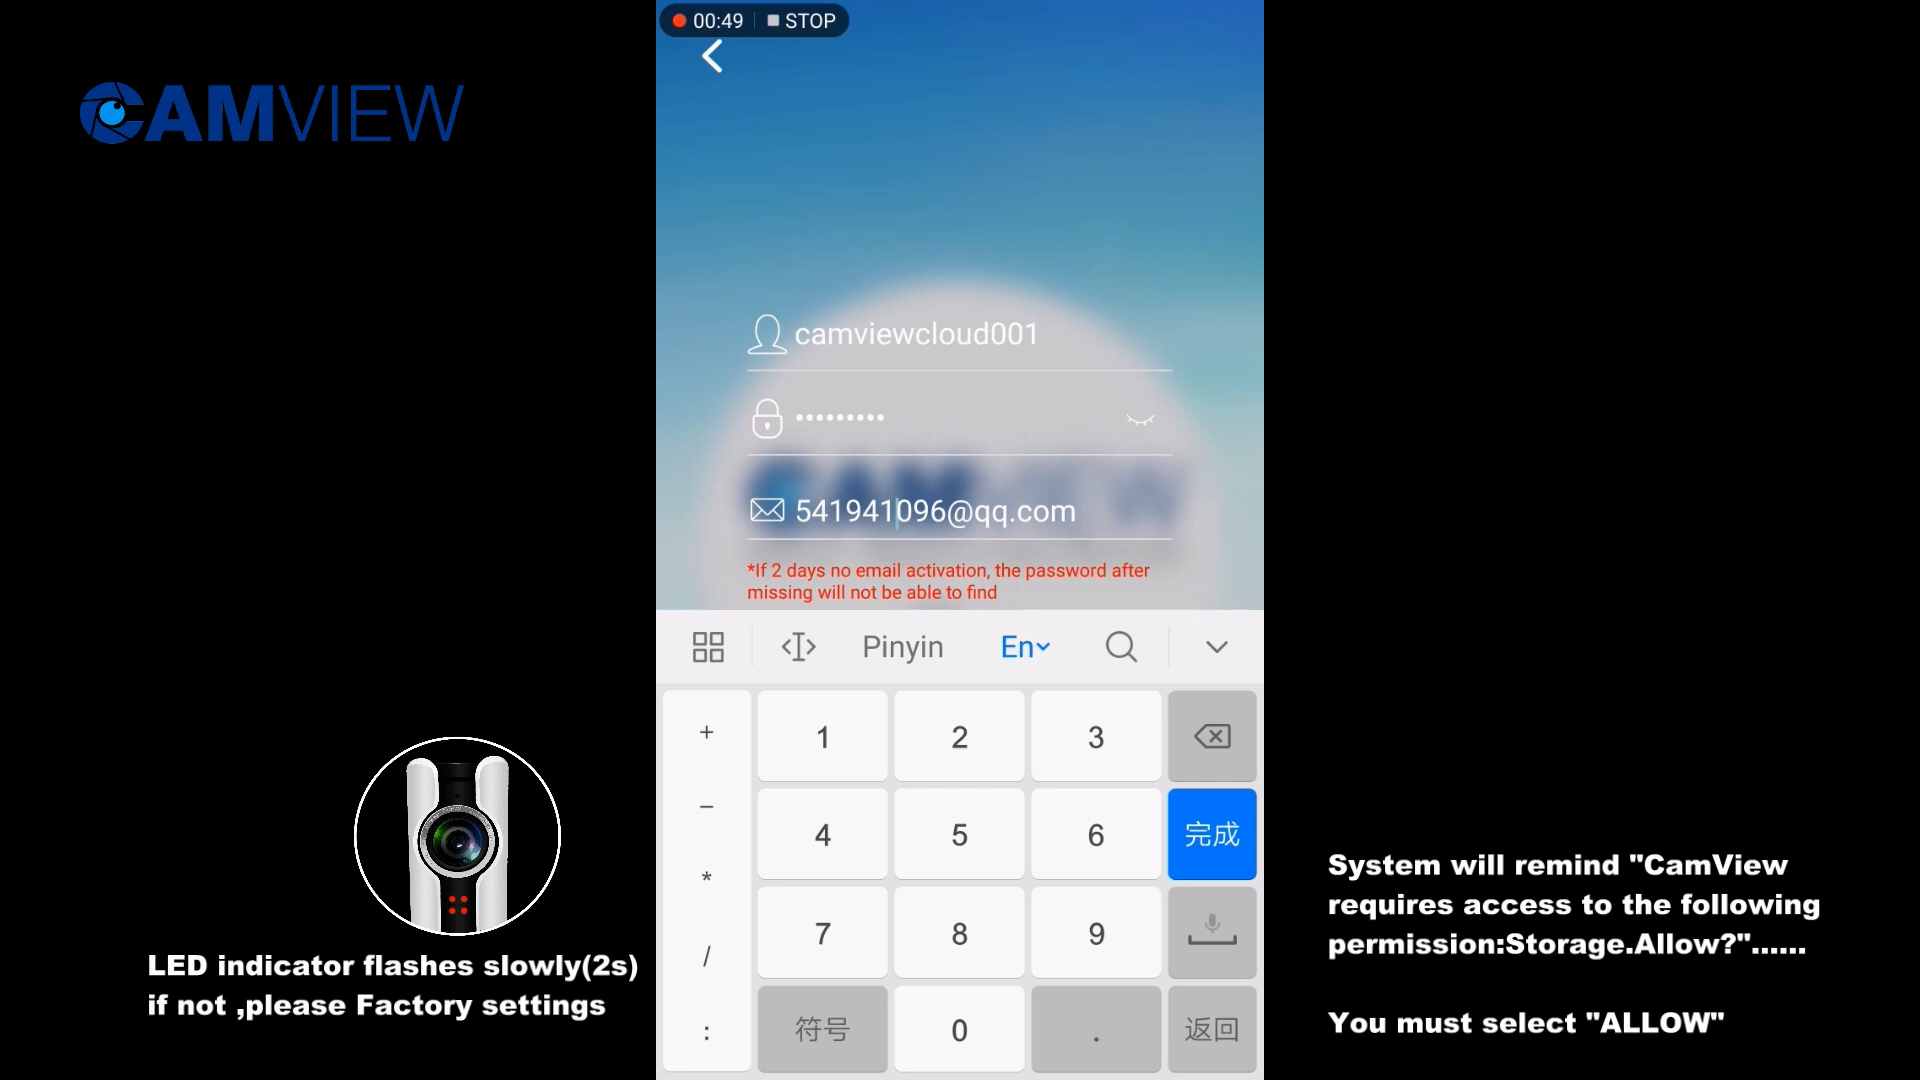 00:49 STOP
CAMVIEW
camviewcloud001
•••••••••
CAMVIEW
541941096@qq.com
*If 2 days no email activation, the password after
missing will not be able to find
Pinyin En
+ 1 2 3
- 4 5 6 完成
* 7 8 9
/
: 符号 0 . 返回
LED indicator flashes slowly(2s)
if not ,please Factory settings
System will remind "CamView
requires access to the following
permission:Storage.Allow?"......
You must select "ALLOW"